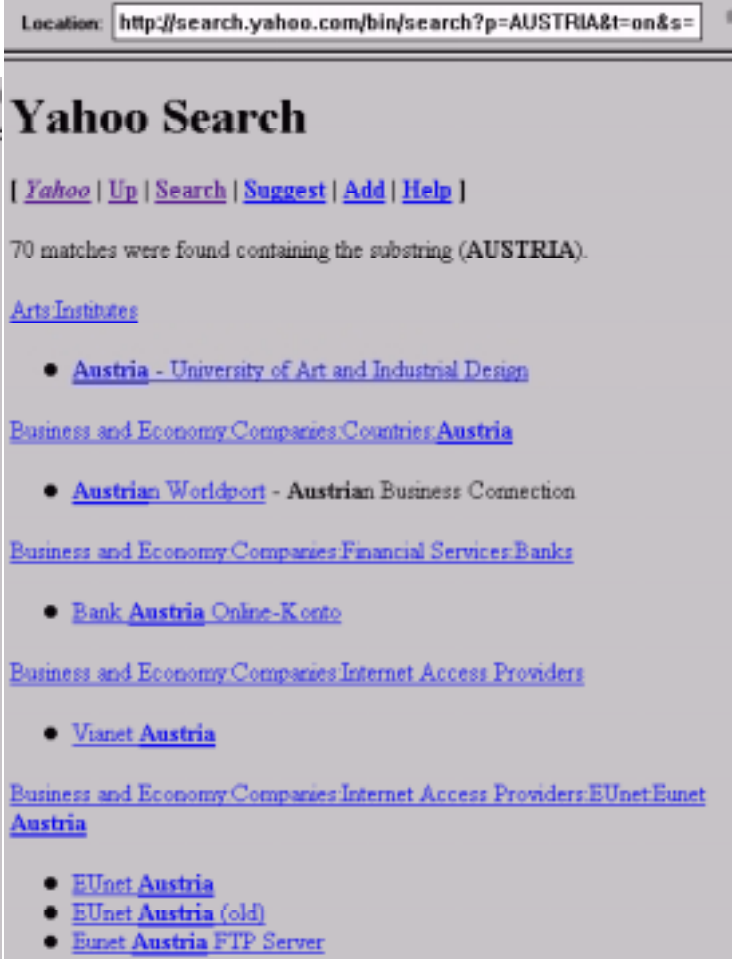 Location: http://search.yahoo.com/bin/search?p=AUSTRIA&t=on&s=
Yahoo Search
[ Yahoo | Up | Search | Suggest | Add | Help ]
70 matches were found containing the substring (AUSTRIA).
Arts:Institutes
● Austria - University of Art and Industrial Design
Business and Economy:Companies:Countries:Austria
● Austrian Worldport - Austrian Business Connection
Business and Economy:Companies:Financial Services:Banks
● Bank Austria Online-Konto
Business and Economy:Companies:Internet Access Providers
● Vianet Austria
Business and Economy:Companies:Internet Access Providers:EUnet:Eunet
Austria
● EUnet Austria
● EUnet Austria (old)
● Eunet Austria FTP Server